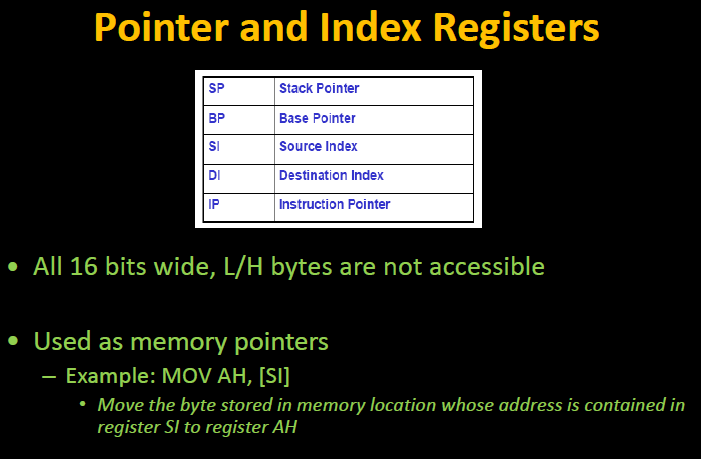 Pointer and Index Registers
SP Stack Pointer
BP Base Pointer
SI Source Index
DI Destination Index
IP Instruction Pointer
• All 16 bits wide, L/H bytes are not accessible
• Used as memory pointers
– Example: MOV AH, [SI]
• Move the byte stored in memory location whose address is contained in
register SI to register AH